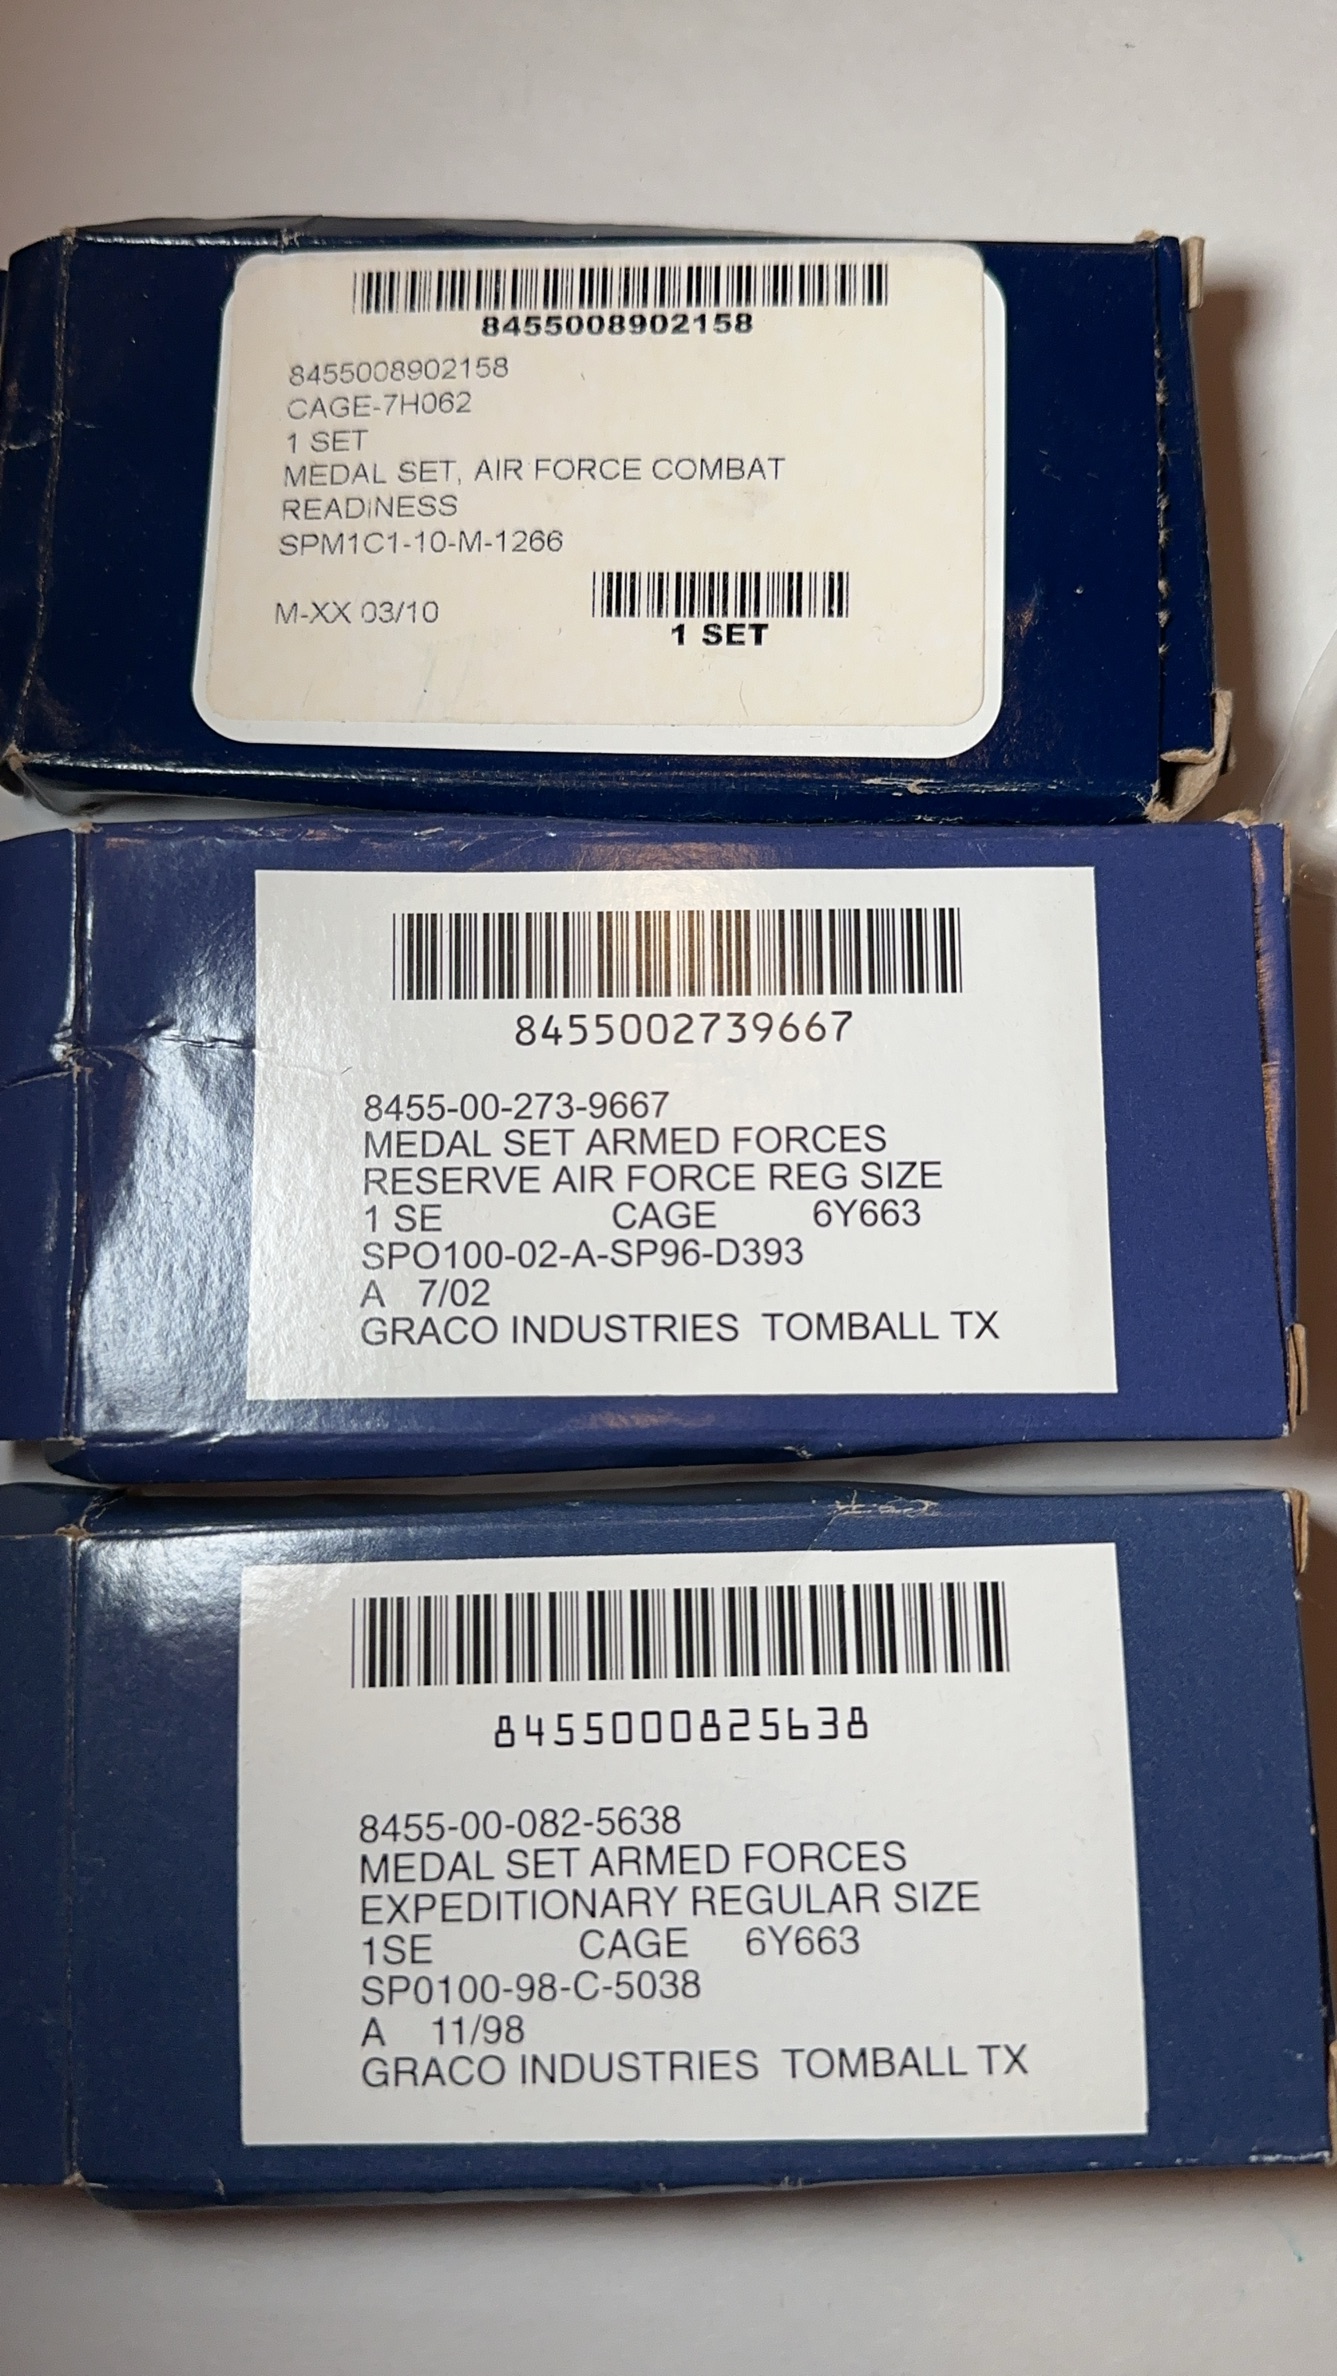 8455008902158
8455008902158
CAGE-7H062
1 SET
MEDAL SET, AIR FORCE COMBAT
READINESS
SPM1C1-10-M-1266
M-XX 03/10
1 SET
8455002739667
8455-00-273-9667
MEDAL SET ARMED FORCES
RESERVE AIR FORCE REG SIZE
1 SE CAGE 6Y663
SPO100-02-A-SP96-D393
A 7/02
GRACO INDUSTRIES TOMBALL TX
8455000825638
8455-00-082-5638
MEDAL SET ARMED FORCES
EXPEDITIONARY REGULAR SIZE
1SE CAGE 6Y663
SP0100-98-C-5038
A 11/98
GRACO INDUSTRIES TOMBALL TX